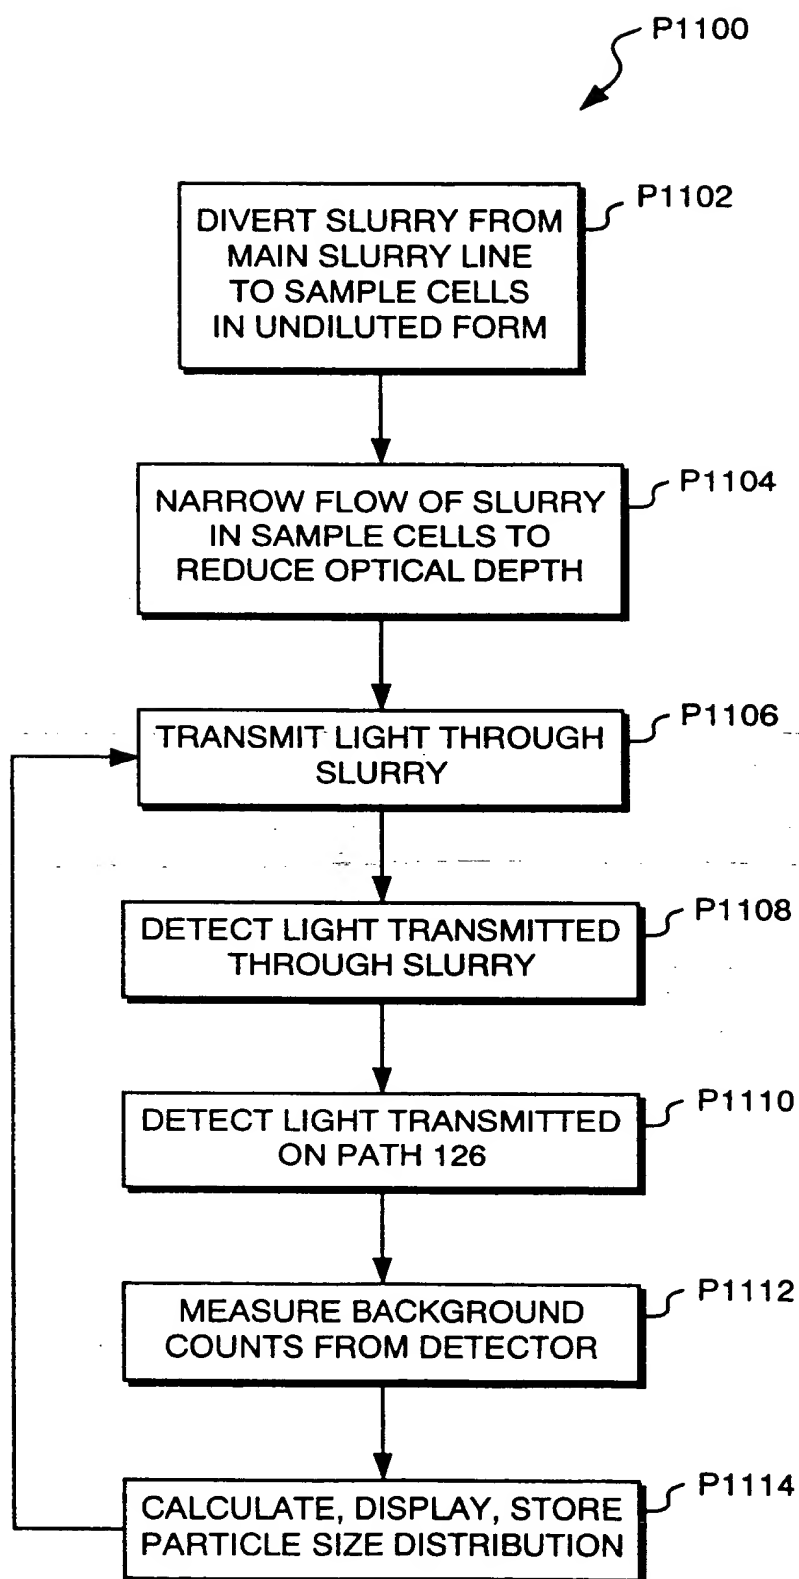 P1100
P1102
DIVERT SLURRY FROM
MAIN SLURRY LINE
TO SAMPLE CELLS
IN UNDILUTED FORM
P1104
NARROW FLOW OF SLURRY
IN SAMPLE CELLS TO
REDUCE OPTICAL DEPTH
P1106
TRANSMIT LIGHT THROUGH
SLURRY
P1108
DETECT LIGHT TRANSMITTED
THROUGH SLURRY
P1110
DETECT LIGHT TRANSMITTED
ON PATH 126
P1112
MEASURE BACKGROUND
COUNTS FROM DETECTOR
P1114
CALCULATE, DISPLAY, STORE
PARTICLE SIZE DISTRIBUTION